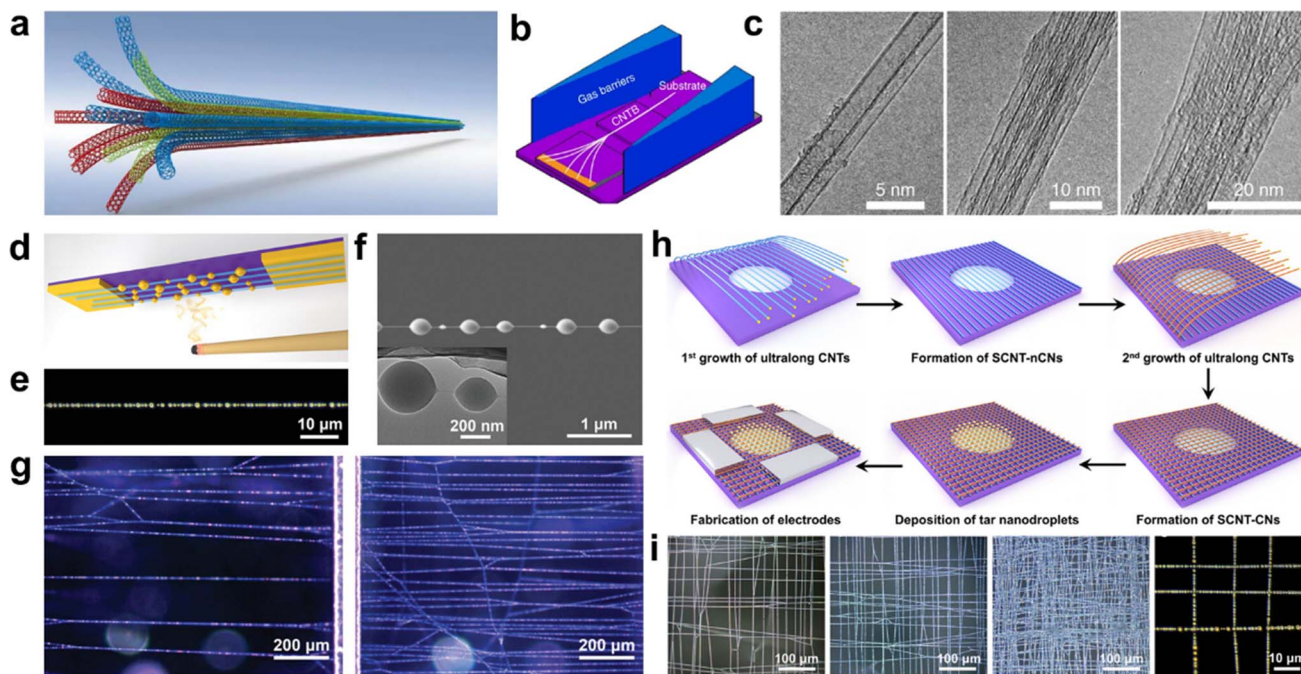 a
b
Gas barriers
Substrate
CNTB
c
5 nm
10 nm
20 nm
d
e
10 µm
f
200 nm
1 µm
g
200 µm
200 µm
h
1st growth of ultralong CNTs
Formation of SCNT-nCNs
2nd growth of ultralong CNTs
Fabrication of electrodes
Deposition of tar nanodroplets
Formation of SCNT-CNs
i
100 µm
100 µm
100 µm
10 µm